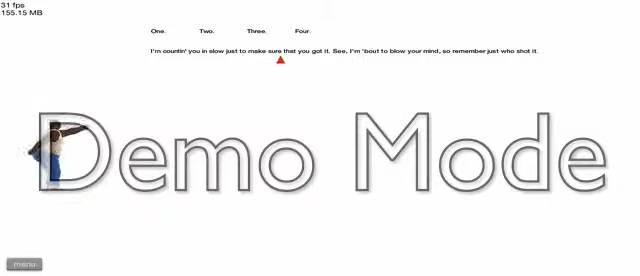 31 fps
155.15 MB
One. Two. Three. Four.
I'm countin' you in slow just to make sure that you got it. See, I'm 'bout to blow your mind, so remember just who shot it.
Demo Mode
menu